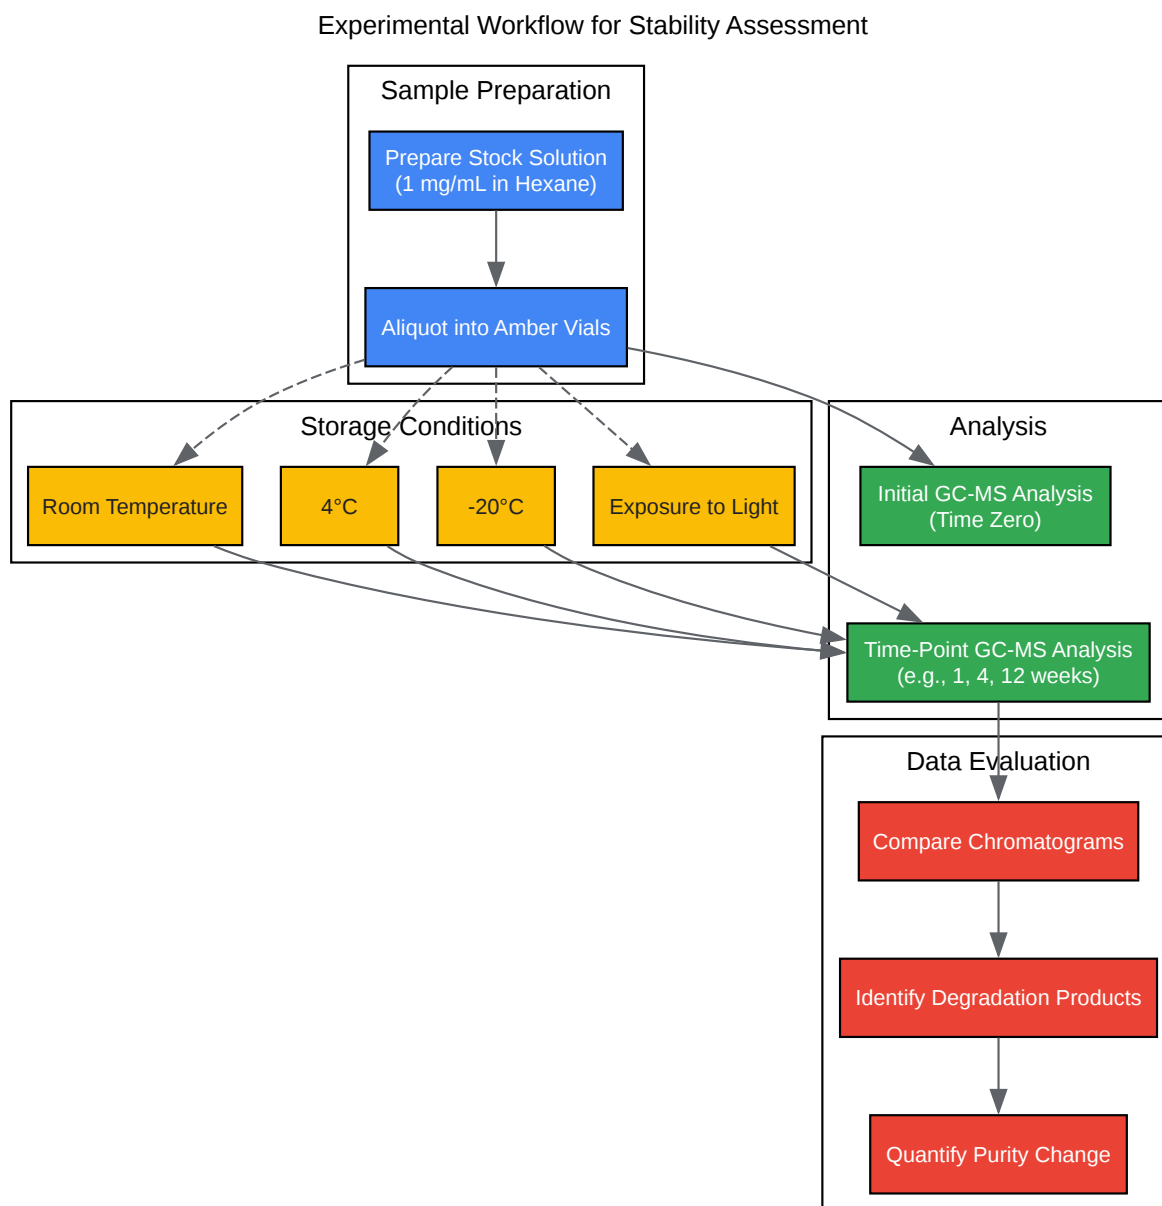 Experimental Workflow for Stability Assessment
Sample Preparation
Prepare Stock Solution
(1 mg/mL in Hexane)
Aliquot into Amber Vials
Storage Conditions
Room Temperature
4°C
-20°C
Exposure to Light
Analysis
Initial GC-MS Analysis
(Time Zero)
Time-Point GC-MS Analysis
(e.g., 1, 4, 12 weeks)
Data Evaluation
Compare Chromatograms
Identify Degradation Products
Quantify Purity Change